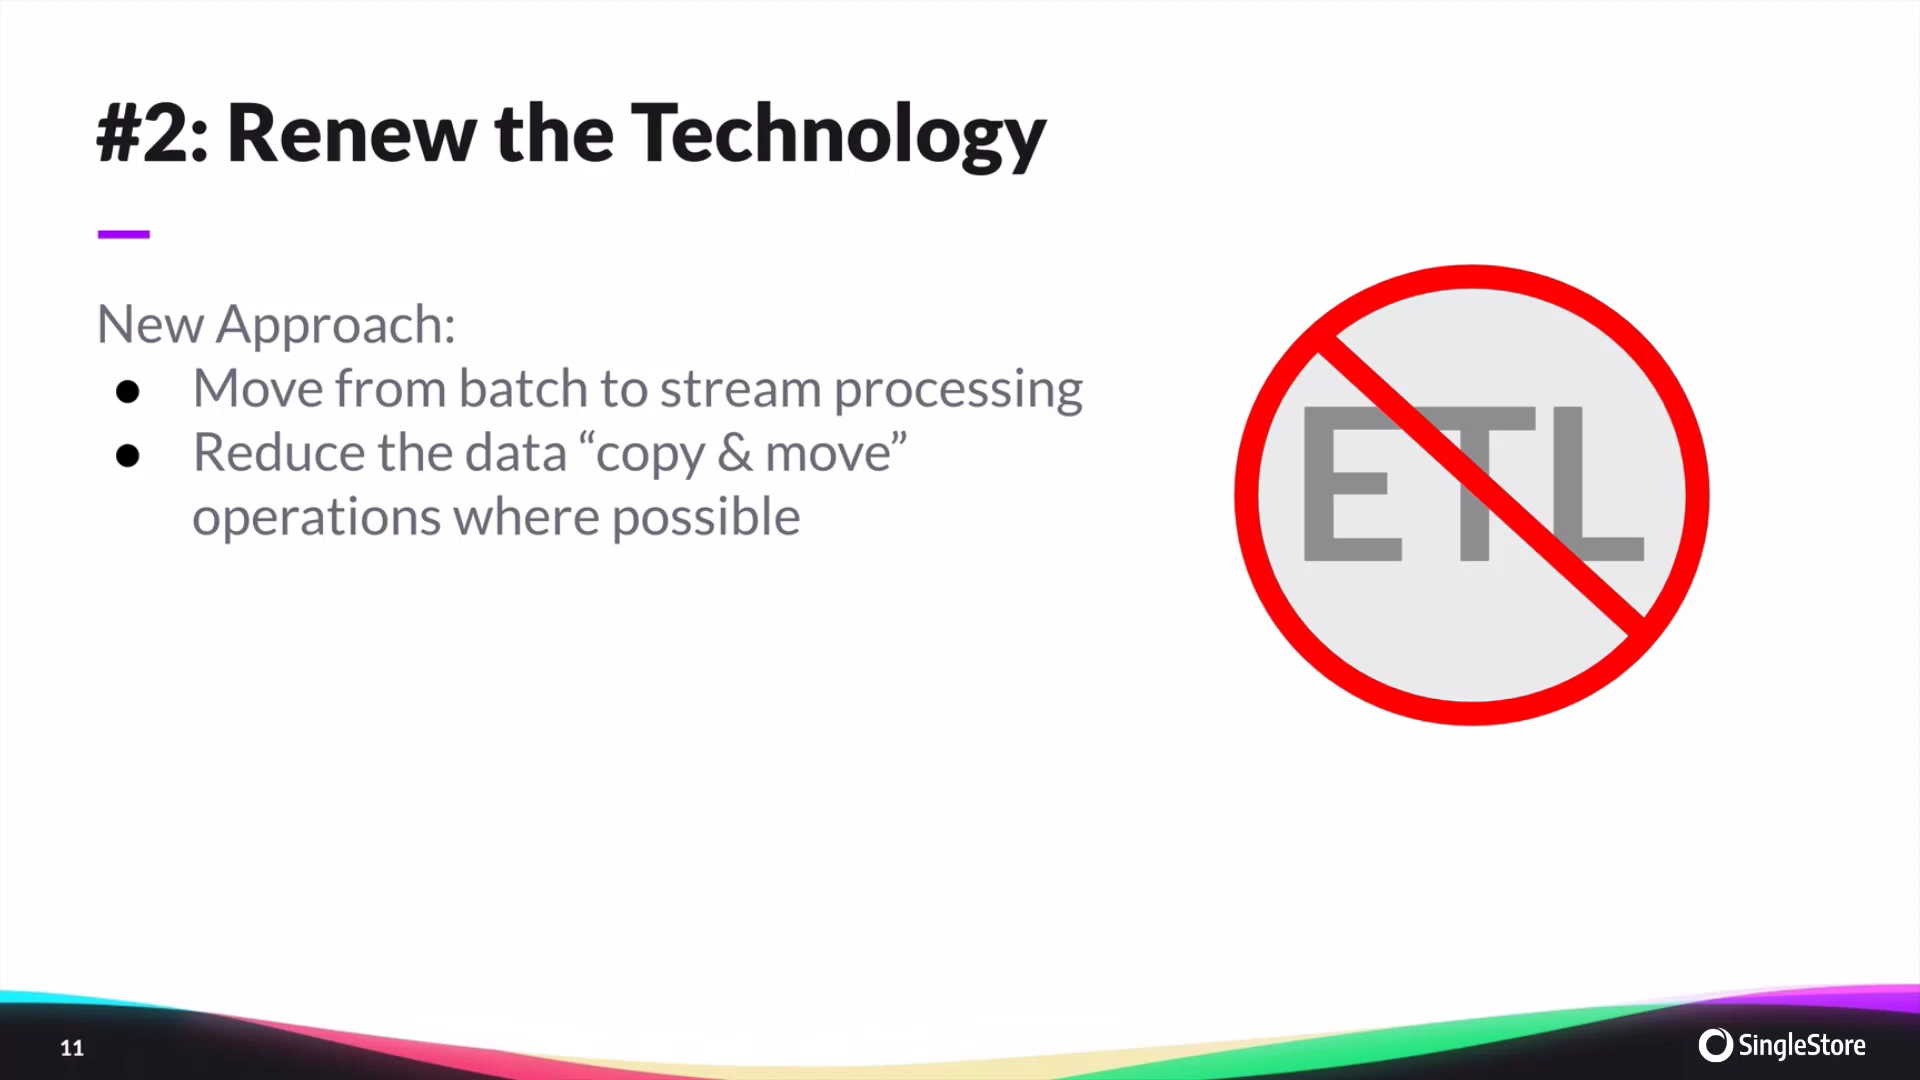 #2: Renew the Technology
New Approach:
● Move from batch to stream processing
● Reduce the data “copy & move”
operations where possible
ETL
11
SingleStore